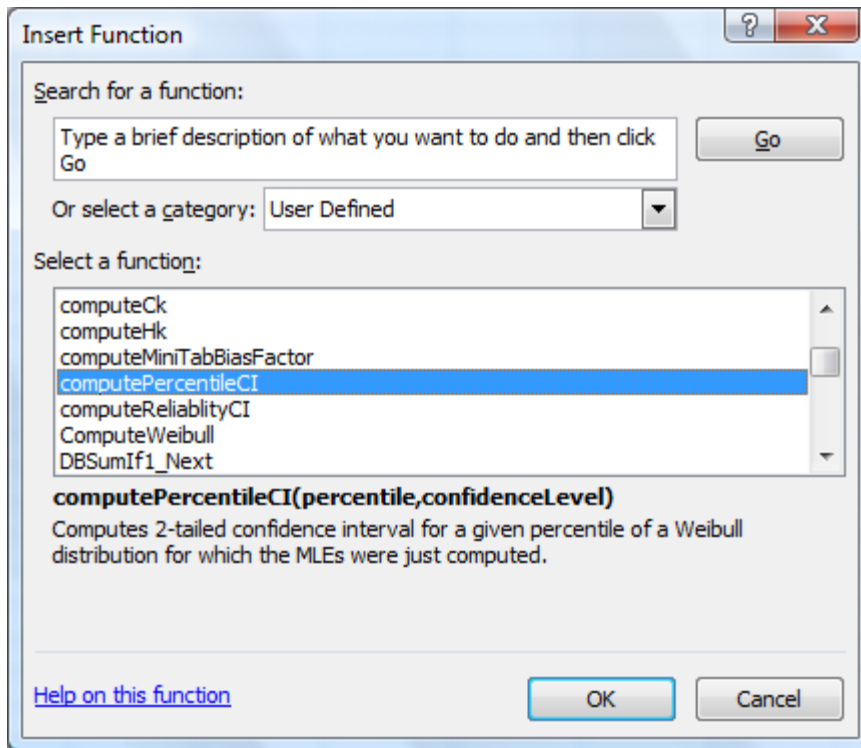 Insert Function
?
Search for a function:
Type a brief description of what you want to do and then click
Go
Go
Or select a category: User Defined
Select a function:
computeCk
computeHk
computeMiniTabBiasFactor
computePercentileCI
computeReliablityCI
ComputeWeibull
DBSumIf1_Next
computePercentileCI(percentile,confidenceLevel)
Computes 2-tailed confidence interval for a given percentile of a Weibull
distribution for which the MLEs were just computed.
Help on this function
OK
Cancel